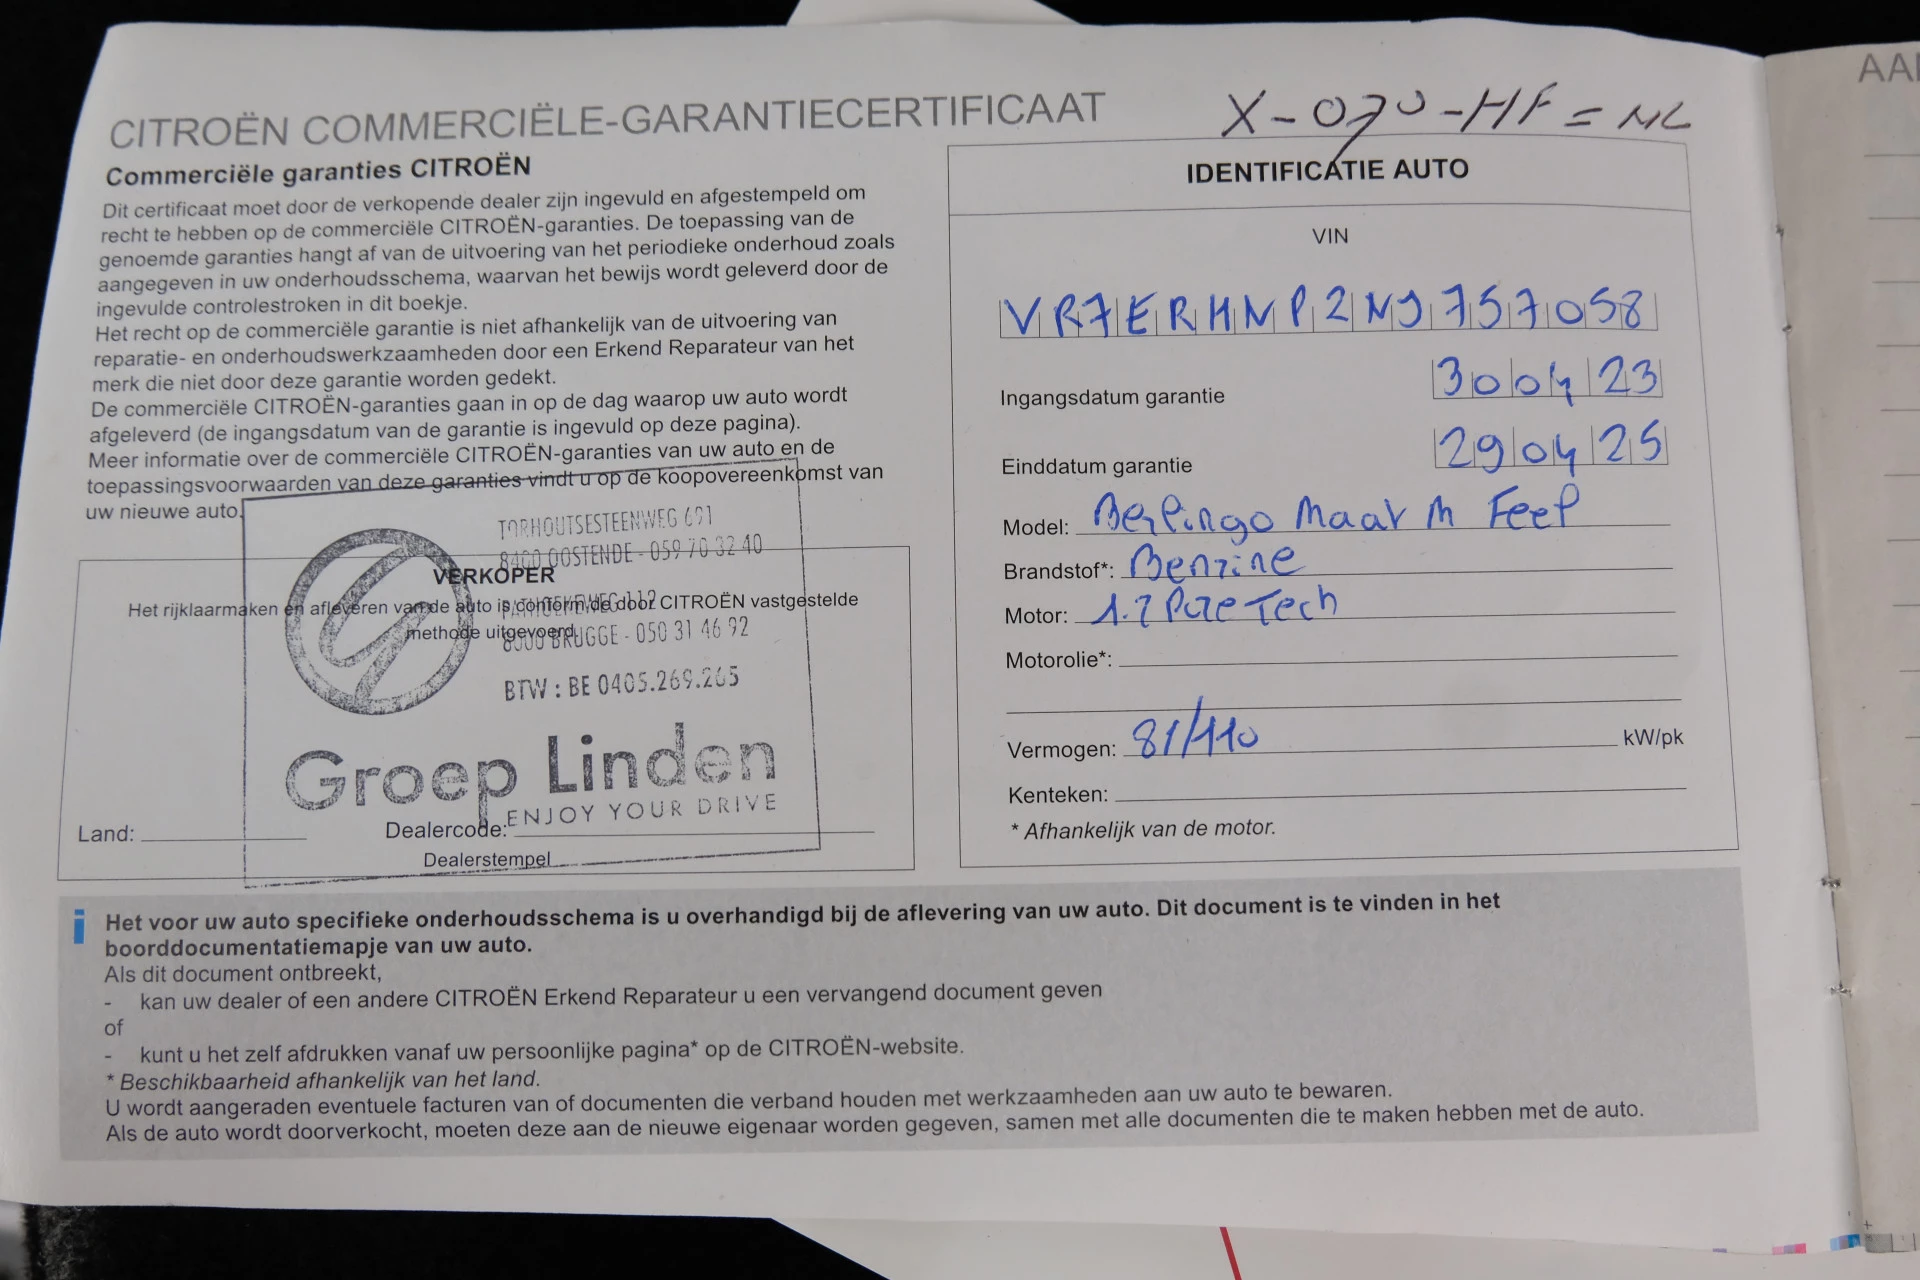 X-070-HF = NL
CITROËN COMMERCIËLE-GARANTIECERTIFICAAT
Commerciële garanties CITROËN
Dit certificaat moet door de verkopende dealer zijn ingevuld en afgestempeld om
recht te hebben op de commerciële CITROËN-garanties. De toepassing van de
genoemde garanties hangt af van de uitvoering van het periodieke onderhoud zoals
aangegeven in uw onderhoudsschema, waarvan het bewijs wordt geleverd door de
ingevulde controlestroken in dit boekje.
Het recht op de commerciële garantie is niet afhankelijk van de uitvoering van
reparatie- en onderhoudswerkzaamheden door een Erkend Reparateur van het
merk die niet door deze garantie worden gedekt.
De commerciële CITROËN-garanties gaan in op de dag waarop uw auto wordt
afgeleverd (de ingangsdatum van de garantie is ingevuld op deze pagina).
Meer informatie over de commerciële CITROËN-garanties van uw auto en de
toepassingsvoorwaarden van deze garanties vindt u op de koopovereenkomst van
uw nieuwe auto.
VERKOPER
Het rijklaarmaken en afleveren van de auto is conform de door CITROËN vastgestelde
methode uitgevoerd.
TORHOUTSESTEENWEG 691
8400 OOSTENDE - 059 70 32 40
8000 BRUGGE - 050 31 46 92
BTW : BE 0405.269.265
Groep Linden
ENJOY YOUR DRIVE
Land:
Dealercode:
Dealerstempel
IDENTIFICATIE AUTO
VIN
VR7ERHNP2NJ757058
Ingangsdatum garantie 30 04 23
Einddatum garantie 29 04 25
Model: Berlingo Maat M Feel
Brandstof*: Benzine
Motor: 1.2 PureTech
Motorolie*:
Vermogen: 81/110 kW/pk
Kenteken:
* Afhankelijk van de motor.
i Het voor uw auto specifieke onderhoudsschema is u overhandigd bij de aflevering van uw auto. Dit document is te vinden in het
boorddocumentatiemapje van uw auto.
Als dit document ontbreekt,
- kan uw dealer of een andere CITROËN Erkend Reparateur u een vervangend document geven
of
- kunt u het zelf afdrukken vanaf uw persoonlijke pagina* op de CITROËN-website.
* Beschikbaarheid afhankelijk van het land.
U wordt aangeraden eventuele facturen van of documenten die verband houden met werkzaamheden aan uw auto te bewaren.
Als de auto wordt doorverkocht, moeten deze aan de nieuwe eigenaar worden gegeven, samen met alle documenten die te maken hebben met de auto.